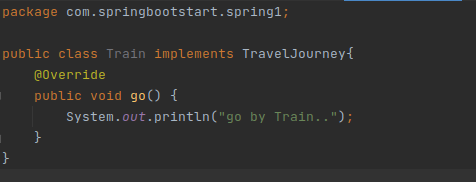 package com.springbootstart.spring1;
public class Train implements TravelJourney{
@Override
public void go() {
System.out.println("go by Train..");
}
}